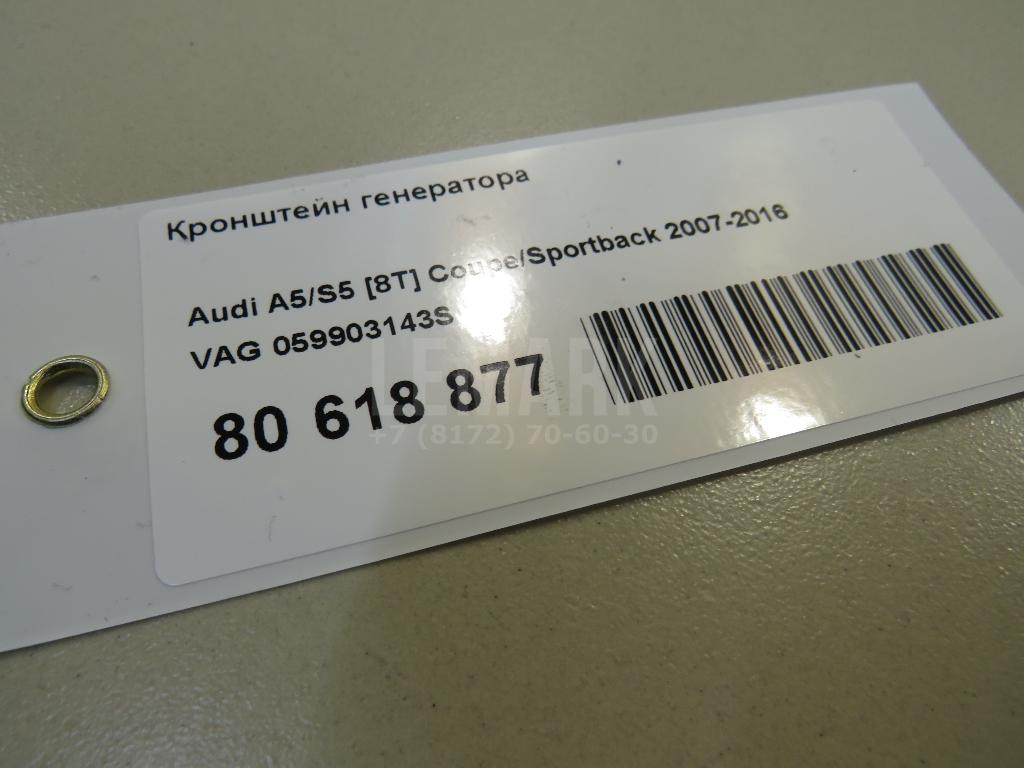 Кронштейн генератора
Audi A5/S5 [8T] Coupe/Sportback 2007-2016
VAG 059903143S
80 618 877
LEMARK
+7 (8172) 70-60-30